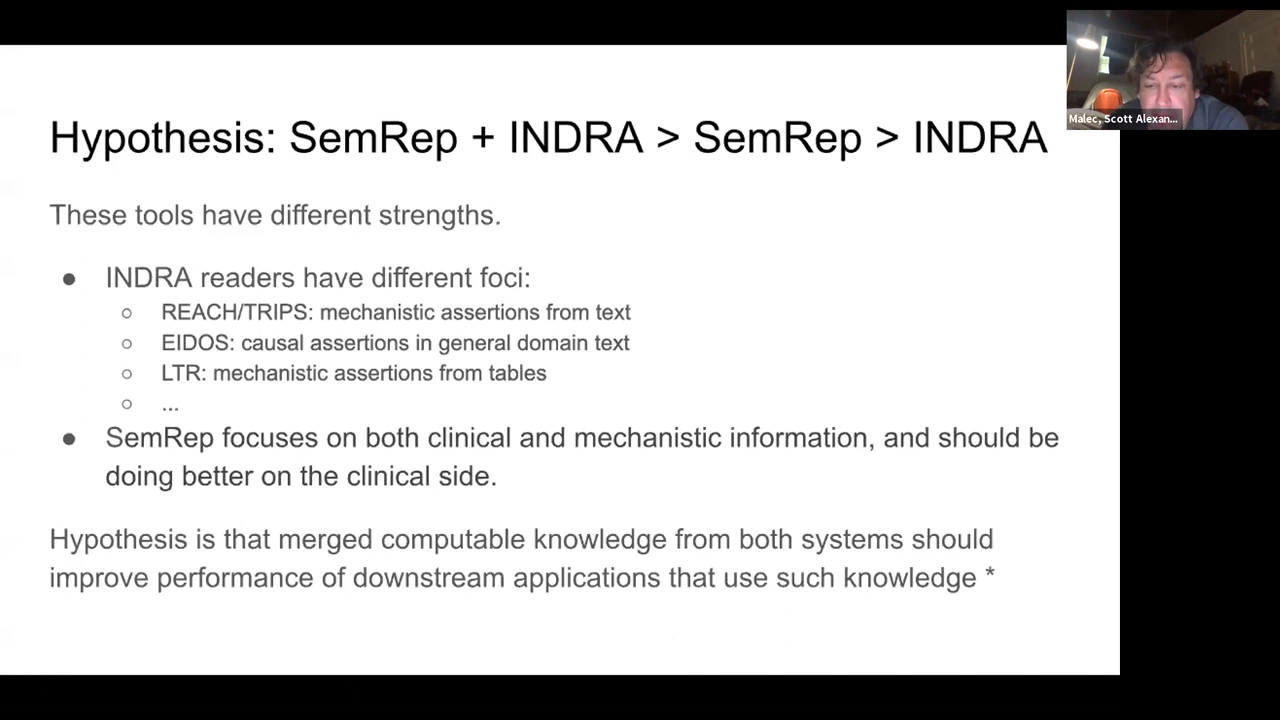 Hypothesis: SemRep + INDRA > SemRep > INDRA
Malec, Scott Alexan...
These tools have different strengths.
● INDRA readers have different foci:
○ REACH/TRIPS: mechanistic assertions from text
○ EIDOS: causal assertions in general domain text
○ LTR: mechanistic assertions from tables
○ ...
● SemRep focuses on both clinical and mechanistic information, and should be
doing better on the clinical side.
Hypothesis is that merged computable knowledge from both systems should
improve performance of downstream applications that use such knowledge *